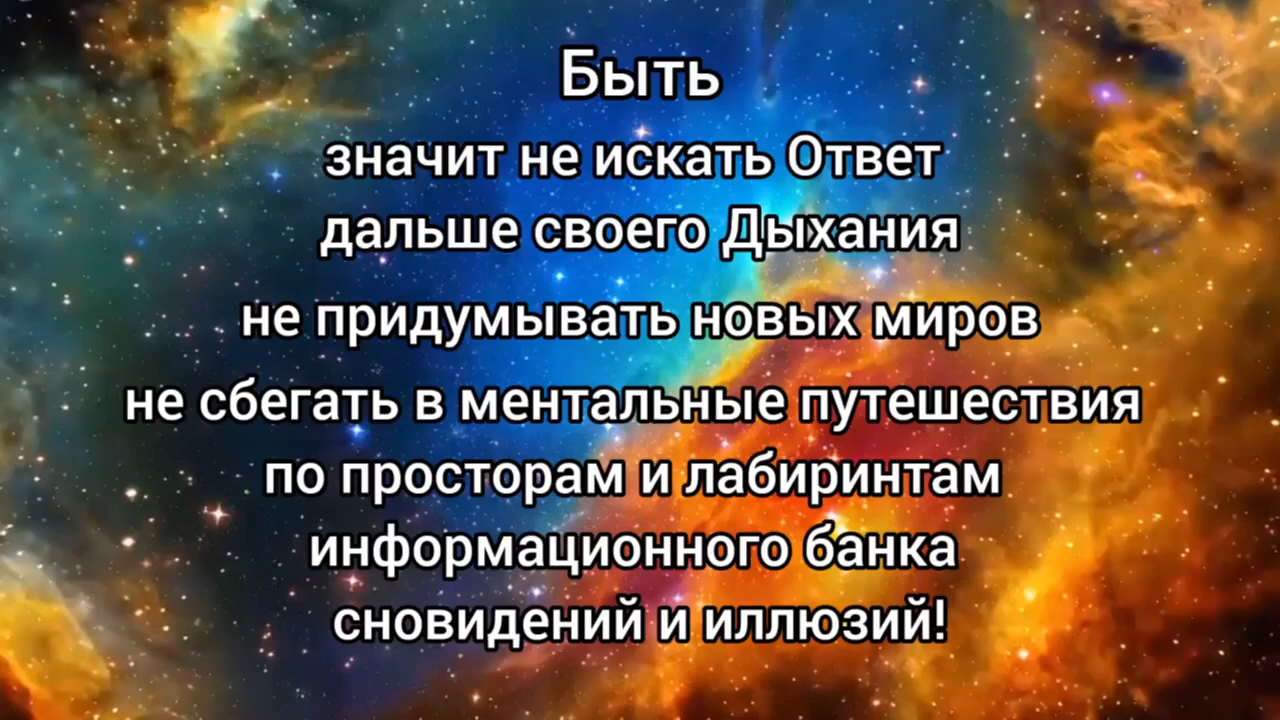 Быть
значит не искать Ответ
дальше своего Дыхания
не придумывать новых миров
не сбегать в ментальные путешествия
по просторам и лабиринтам
информационного банка
сновидений и иллюзий!